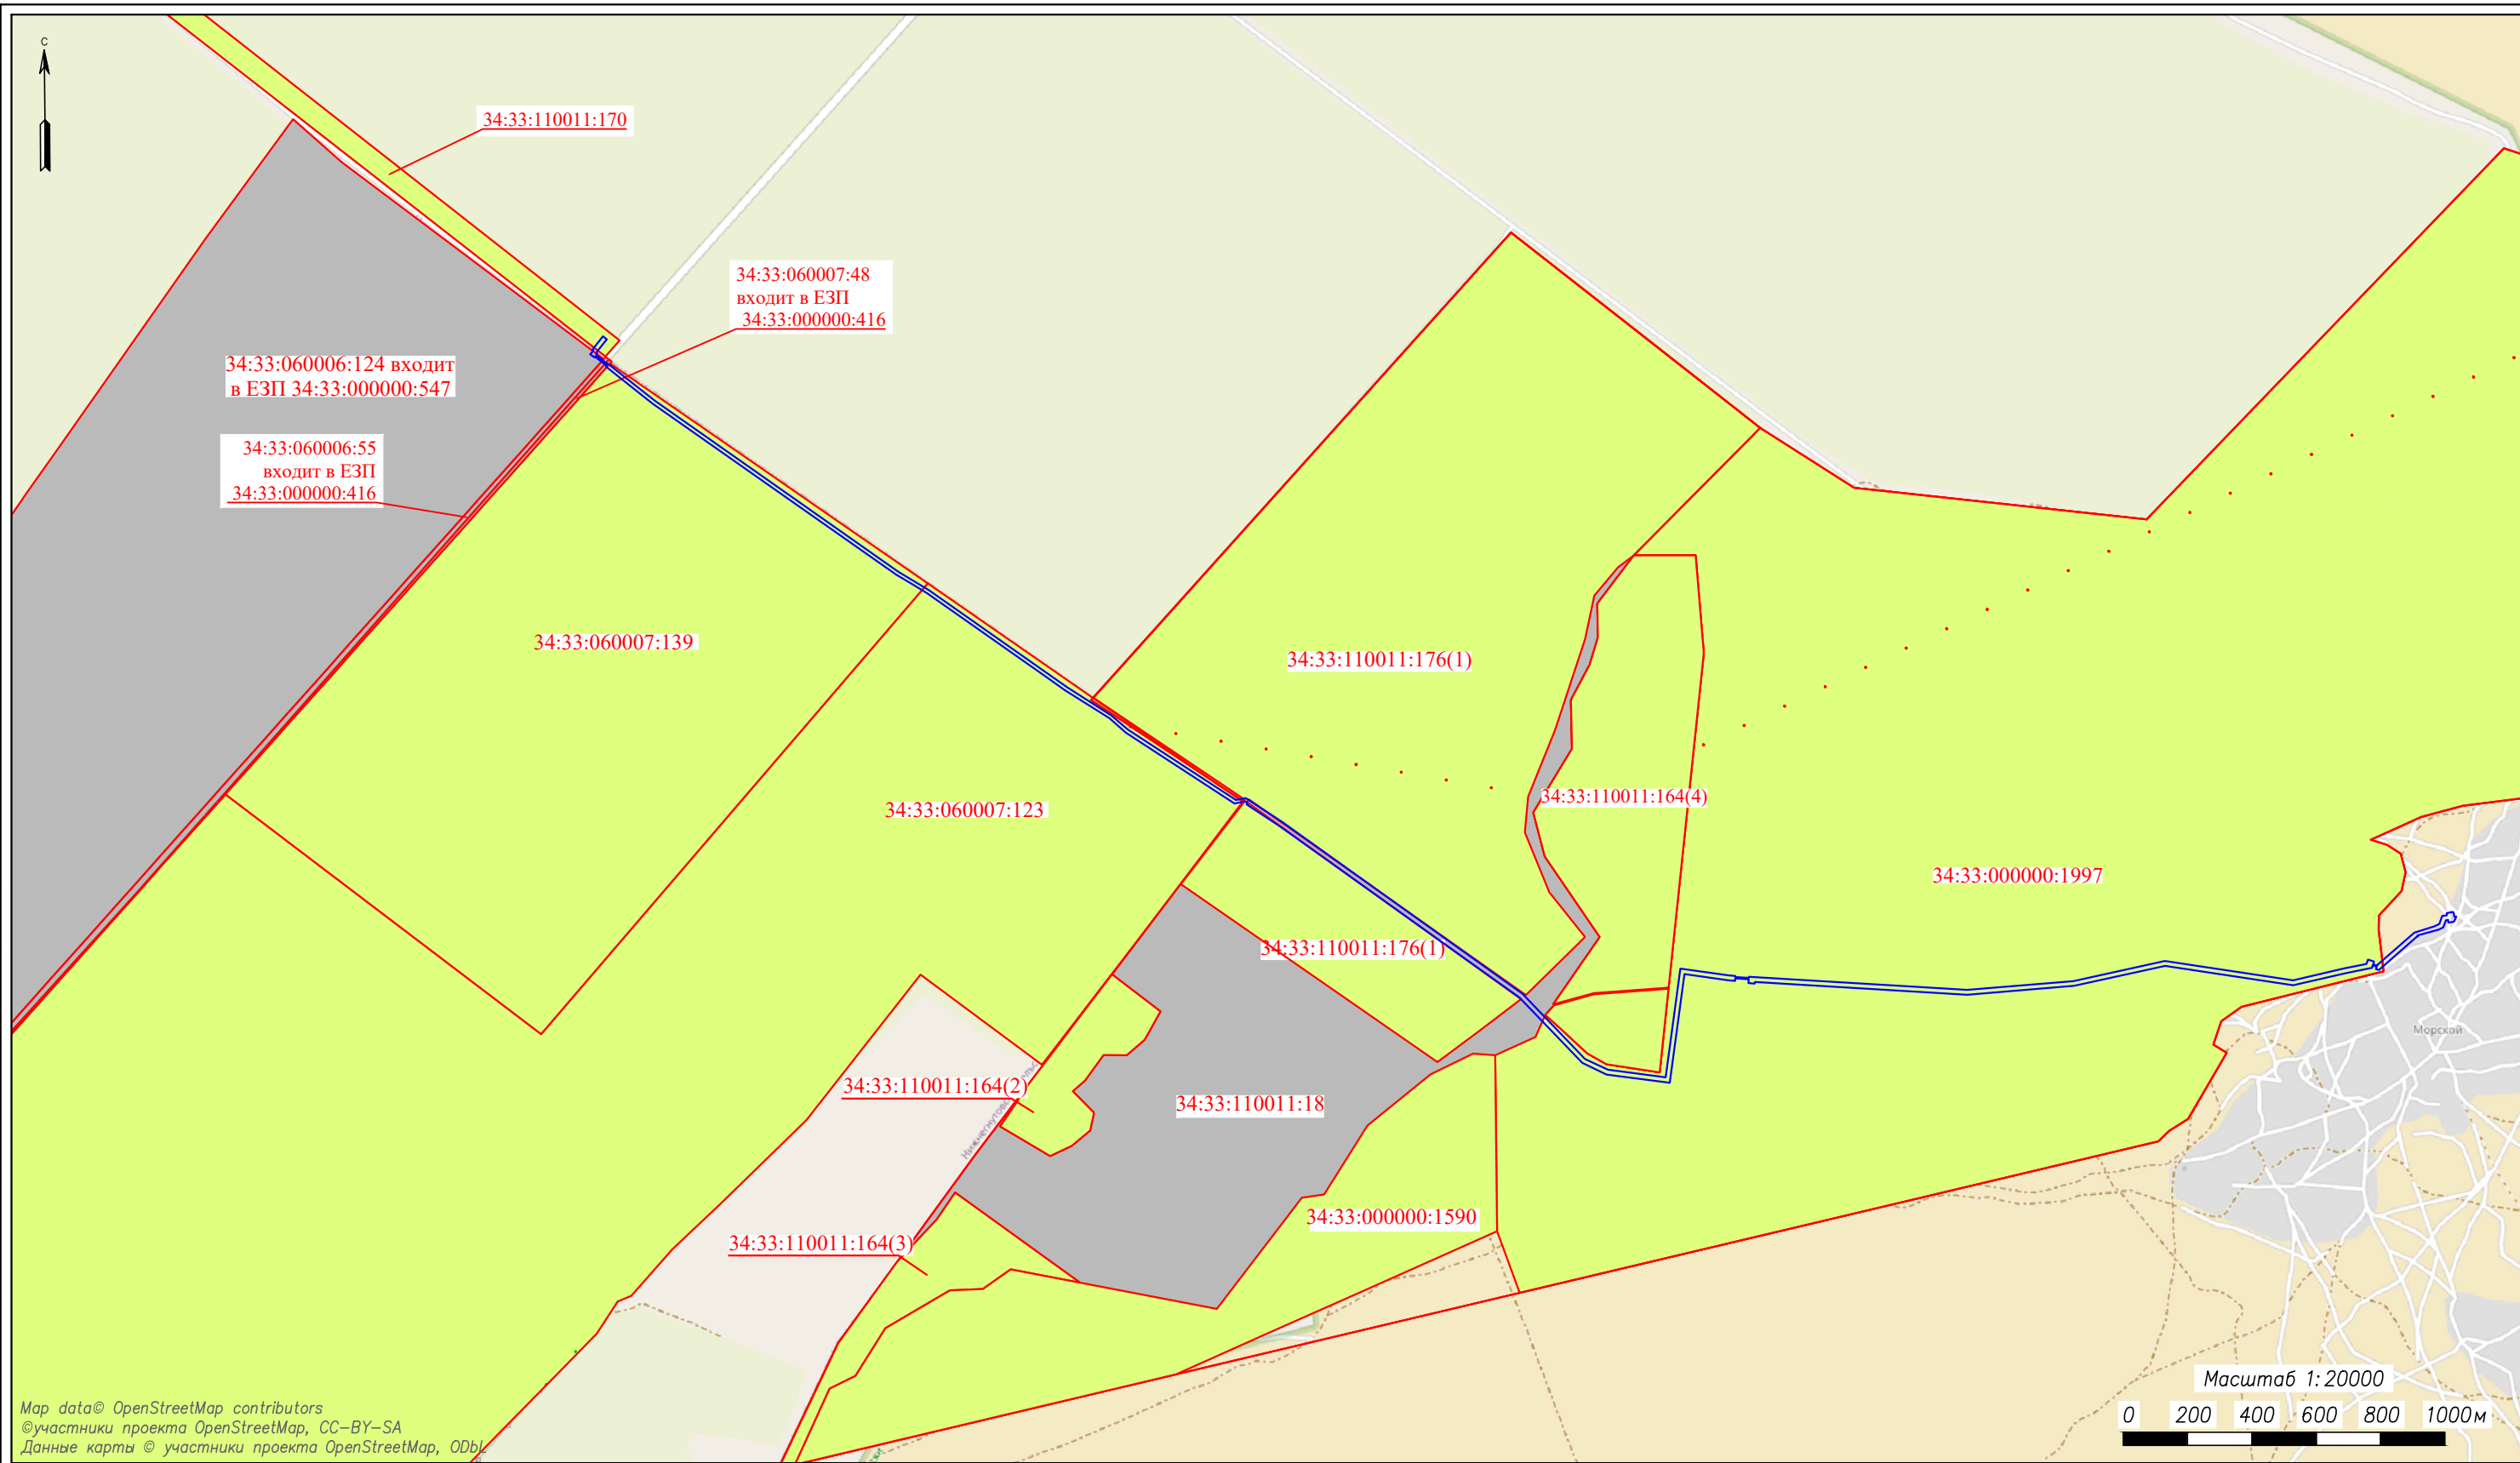 С
34:33:110011:170
34:33:060007:48
входит в ЕЗП
34:33:000000:416
34:33:060006:124 входит
в ЕЗП 34:33:000000:547
34:33:060006:55
входит в ЕЗП
34:33:000000:416
34:33:060007:139
34:33:110011:176(1)
34:33:110011:164(4)
34:33:060007:123
34:33:000000:1997
34:33:110011:176(1)
Морской
34:33:110011:164(2)
34:33:110011:18
34:33:000000:1590
34:33:110011:164(3)
Масштаб 1:20000
0 200 400 600 800 1000м
Map data© OpenStreetMap contributors
©участники проекта OpenStreetMap, CC-BY-SA
Данные карты © участники проекта OpenStreetMap, ODbL